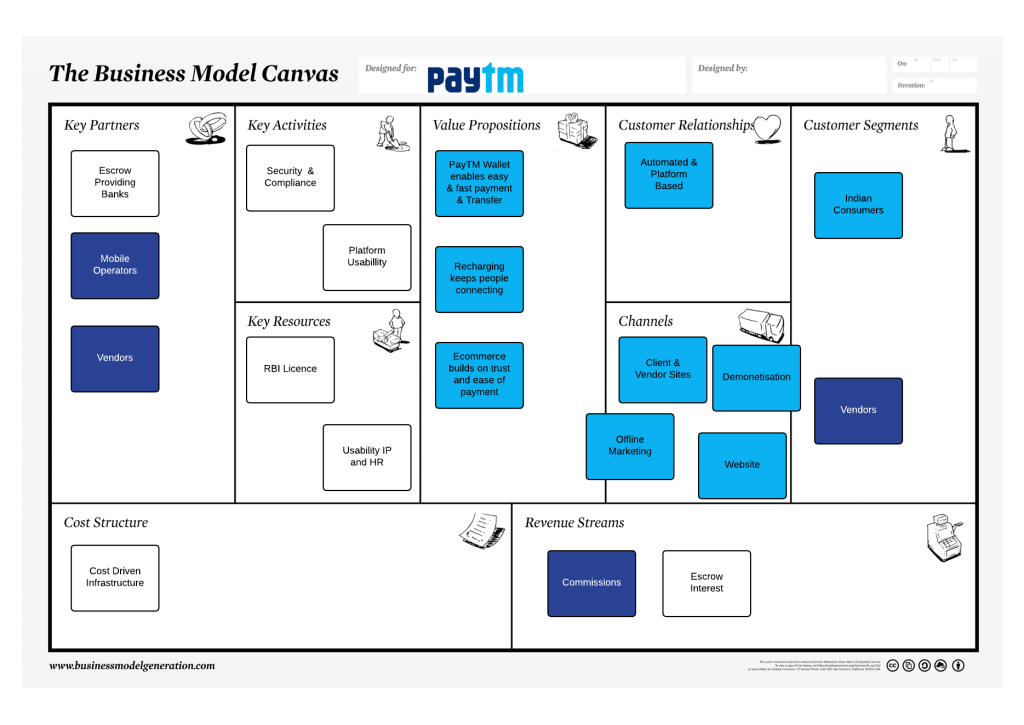 The Business Model Canvas
Designed for:
paytm
Designed by:
On:
Iteration:
Key Partners
Escrow
Providing
Banks
Mobile
Operators
Vendors
Key Activities
Security &
Compliance
Platform
Usabillity
Key Resources
RBI Licence
Usability IP
and HR
Value Propositions
PayTM Wallet
enables easy
& fast payment
& Transfer
Recharging
keeps people
connecting
Ecommerce
builds on trust
and ease of
payment
Customer Relationships
Automated &
Platform
Based
Channels
Client &
Vendor Sites
Demonetisation
Offline
Marketing
Website
Customer Segments
Indian
Consumers
Vendors
Cost Structure
Cost Driven
Infrastructure
Revenue Streams
Commissions
Escrow
Interest
www.businessmodelgeneration.com